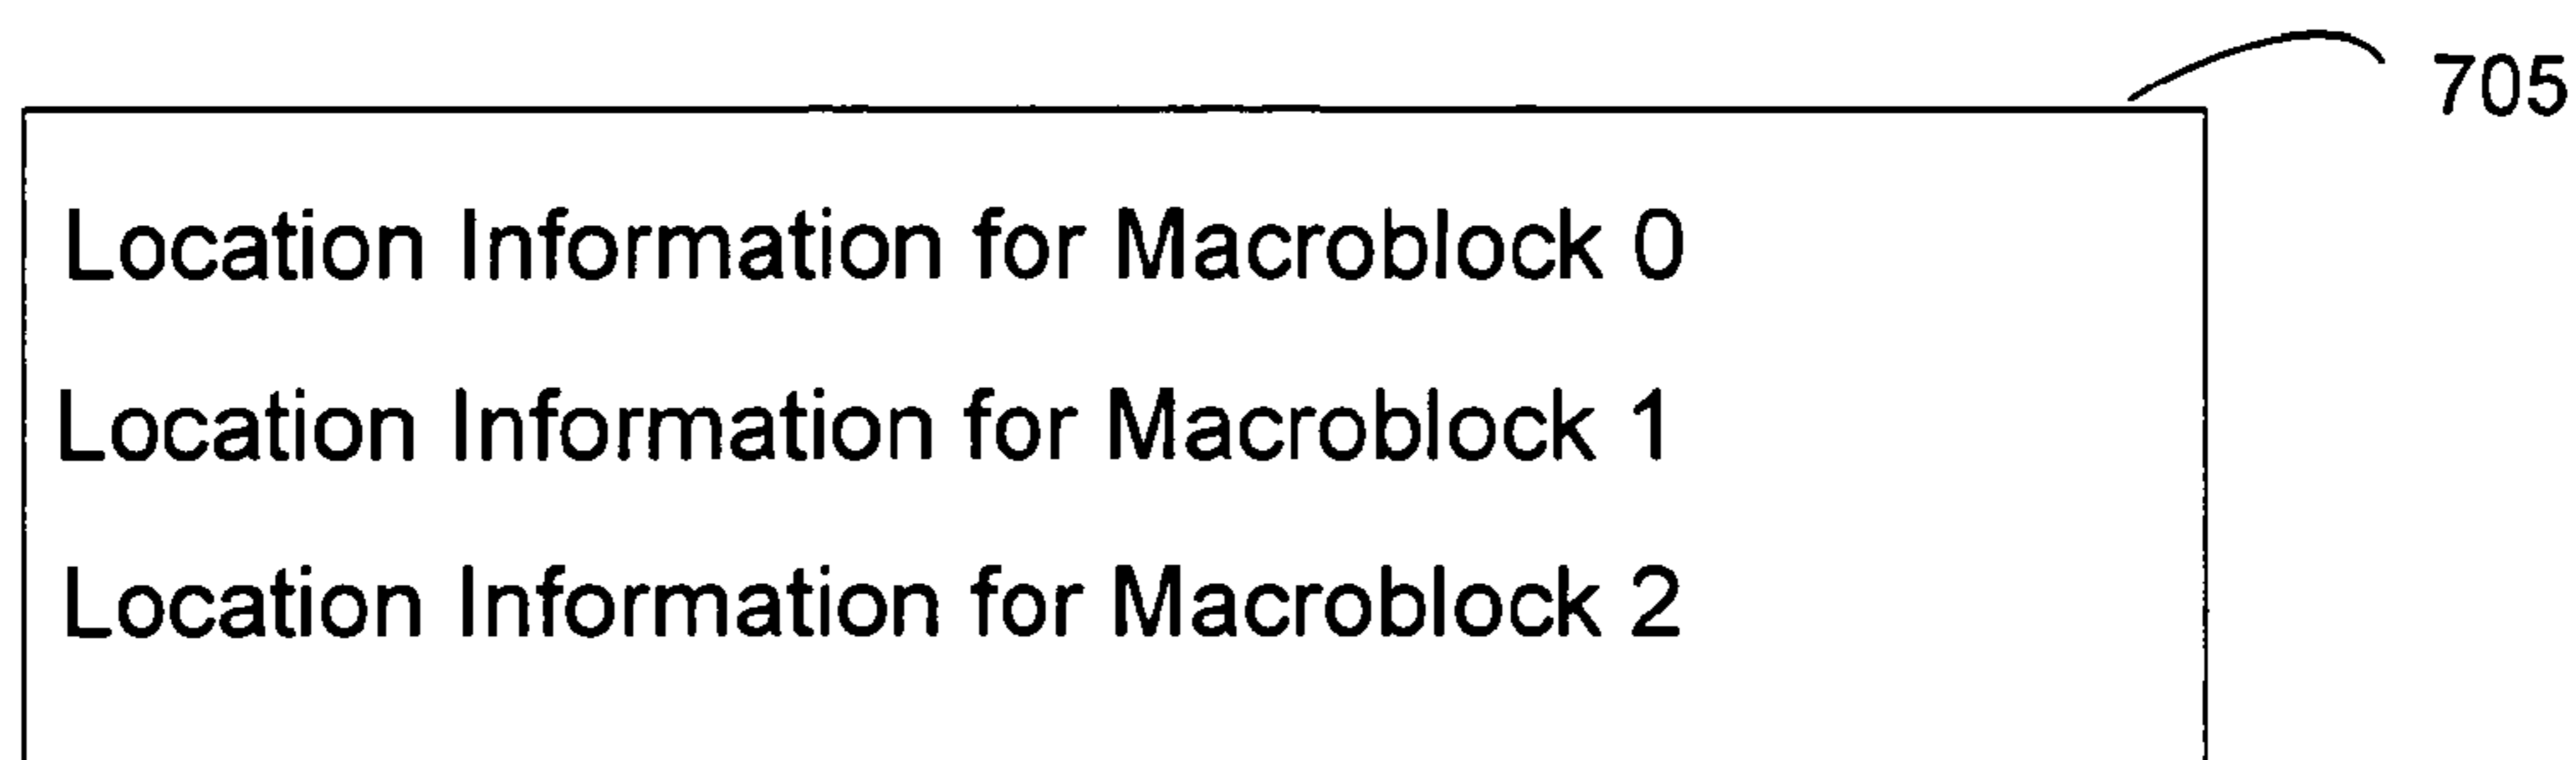 705
Location Information for Macroblock 0
Location Information for Macroblock 1
Location Information for Macroblock 2